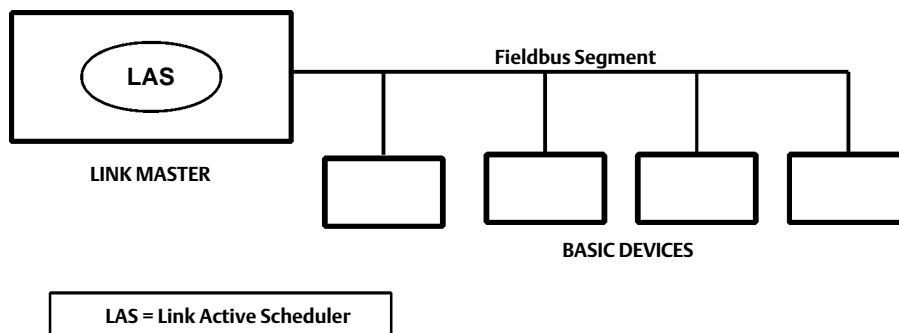 LAS
Fieldbus Segment
LINK MASTER
BASIC DEVICES
LAS = Link Active Scheduler